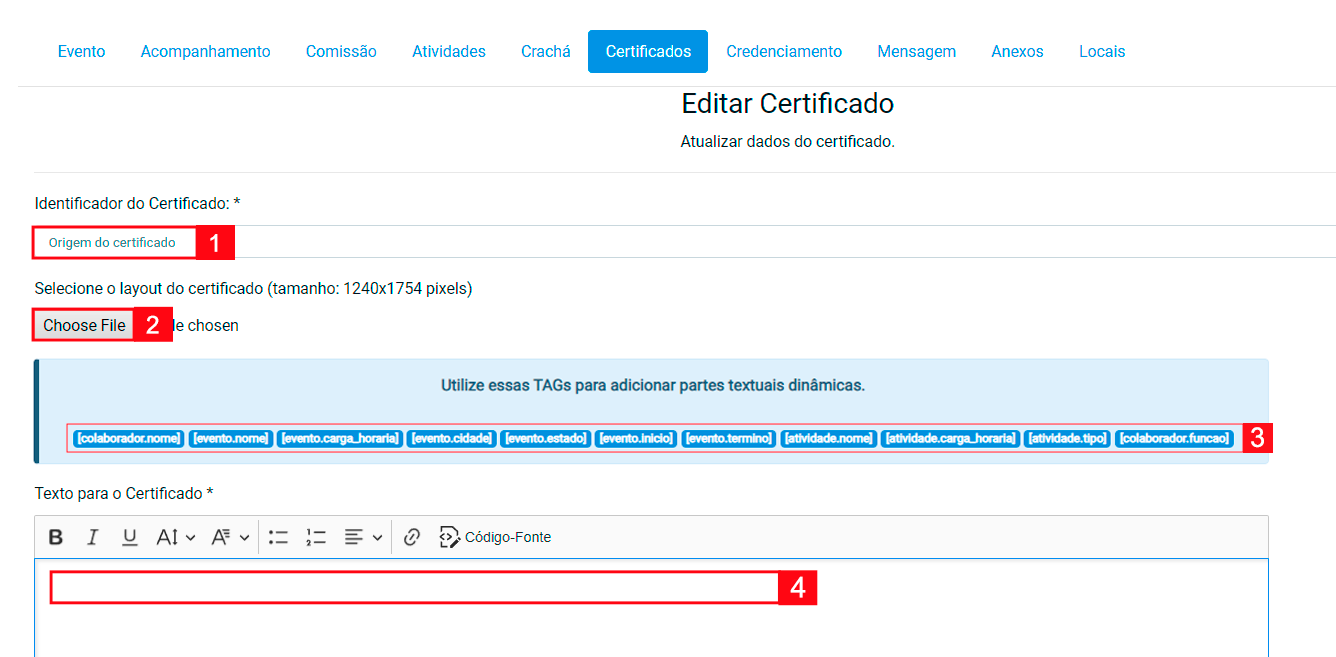 Evento Acompanhamento Comissão Atividades Crachá Certificados Credenciamento Mensagem Anexos Locais
Editar Certificado
Atualizar dados do certificado.
Identificador do Certificado: *
Origem do certificado 1
Selecione o layout do certificado (tamanho: 1240x1754 pixels)
Choose File 2 le chosen
Utilize essas TAGs para adicionar partes textuais dinâmicas.
[colaborador.nome] [evento.nome] [evento.carga_horaria] [evento.cidade] [evento.estado] [evento.inicio] [evento.termino] [atividade.nome] [atividade.carga_horaria] [atividade.tipo] [colaborador.funcao] 3
Texto para o Certificado *
B I U A A 1 2 Código-Fonte
4